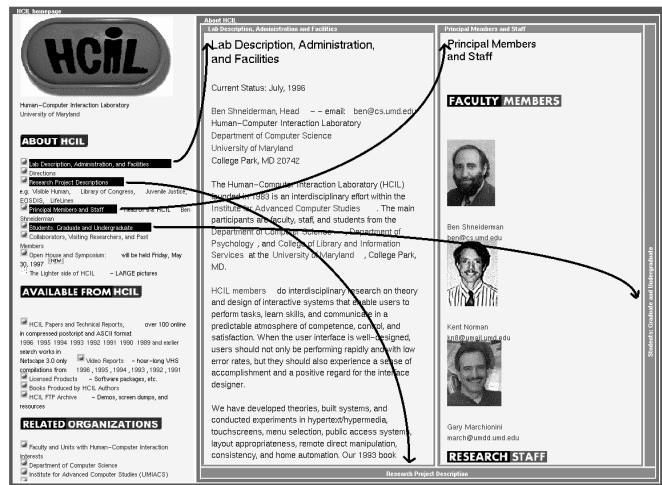 HCIL homepage
HCIL
Human-Computer Interaction Laboratory
University of Maryland
ABOUT HCIL
Lab Description, Administration, and Facilities
Directions
Research Project Descriptions
e.g. Visible Human, Library of Congress, Juvenile Justice,
EOSDIS, LifeLines
Principal Members and Staff - Head of the HCIL Ben
Shneiderman
Students: Graduate and Undergraduate
Collaborators, Visiting Researchers, and Past
Members
Open House and Symposium: will be held Friday, May
30, 1997 NEW
The Lighter side of HCIL - LARGE pictures
AVAILABLE FROM HCIL
HCIL Papers and Technical Reports, over 100 online
in compressed postcript and ASCII format
1996 1995 1994 1993 1992 1991 1990 1989 and earlier
search works in
Netscape 3.0 only Video Reports - hour-long VHS
compilations from 1996 , 1995 , 1994 , 1993 , 1992 , 1991
Licensed Products - Software packages, etc.
Books Produced by HCIL Authors
HCIL FTP Archive - Demos, screen dumps, and
resources
RELATED ORGANIZATIONS
Faculty and Units with Human-Computer Interaction
Interests
Department of Computer Science
Institute for Advanced Computer Studies (UMIACS)
About HCIL
Lab Description, Administration and Facilities
Lab Description, Administration,
and Facilities
Current Status: July, 1996
Ben Shneiderman, Head -- email: ben@cs.umd.edu
Human-Computer Interaction Laboratory
Department of Computer Science
University of Maryland
College Park, MD 20742
The Human-Computer Interaction Laboratory (HCIL)
founded in 1983 is an interdisciplinary effort within the
Institute for Advanced Computer Studies . The main
participants are faculty, staff, and students from the
Department of Computer Science , Department of
Psychology , and College of Library and Information
Services at the University of Maryland , College Park,
MD.
HCIL members do interdisciplinary research on theory
and design of interactive systems that enable users to
perform tasks, learn skills, and communicate in a
predictable atmosphere of competence, control, and
satisfaction. When the user interface is well-designed,
users should not only be performing rapidly and with low
error rates, but they should also experience a sense of
accomplishment and a positive regard for the interface
designer.
We have developed theories, built systems, and
conducted experiments in hypertext/hypermedia,
touchscreens, menu selection, public access systems,
layout appropriateness, remote direct manipulation,
consistency, and home automation. Our 1993 book
Principal Members and Staff
Principal Members
and Staff
FACULTY MEMBERS
Ben Shneiderman
ben@cs.umd.edu
Kent Norman
kn8@umail.umd.edu
Gary Marchionini
march@umdd.umd.edu
RESEARCH STAFF
Students: Graduate and Undergraduate
Research Project Description